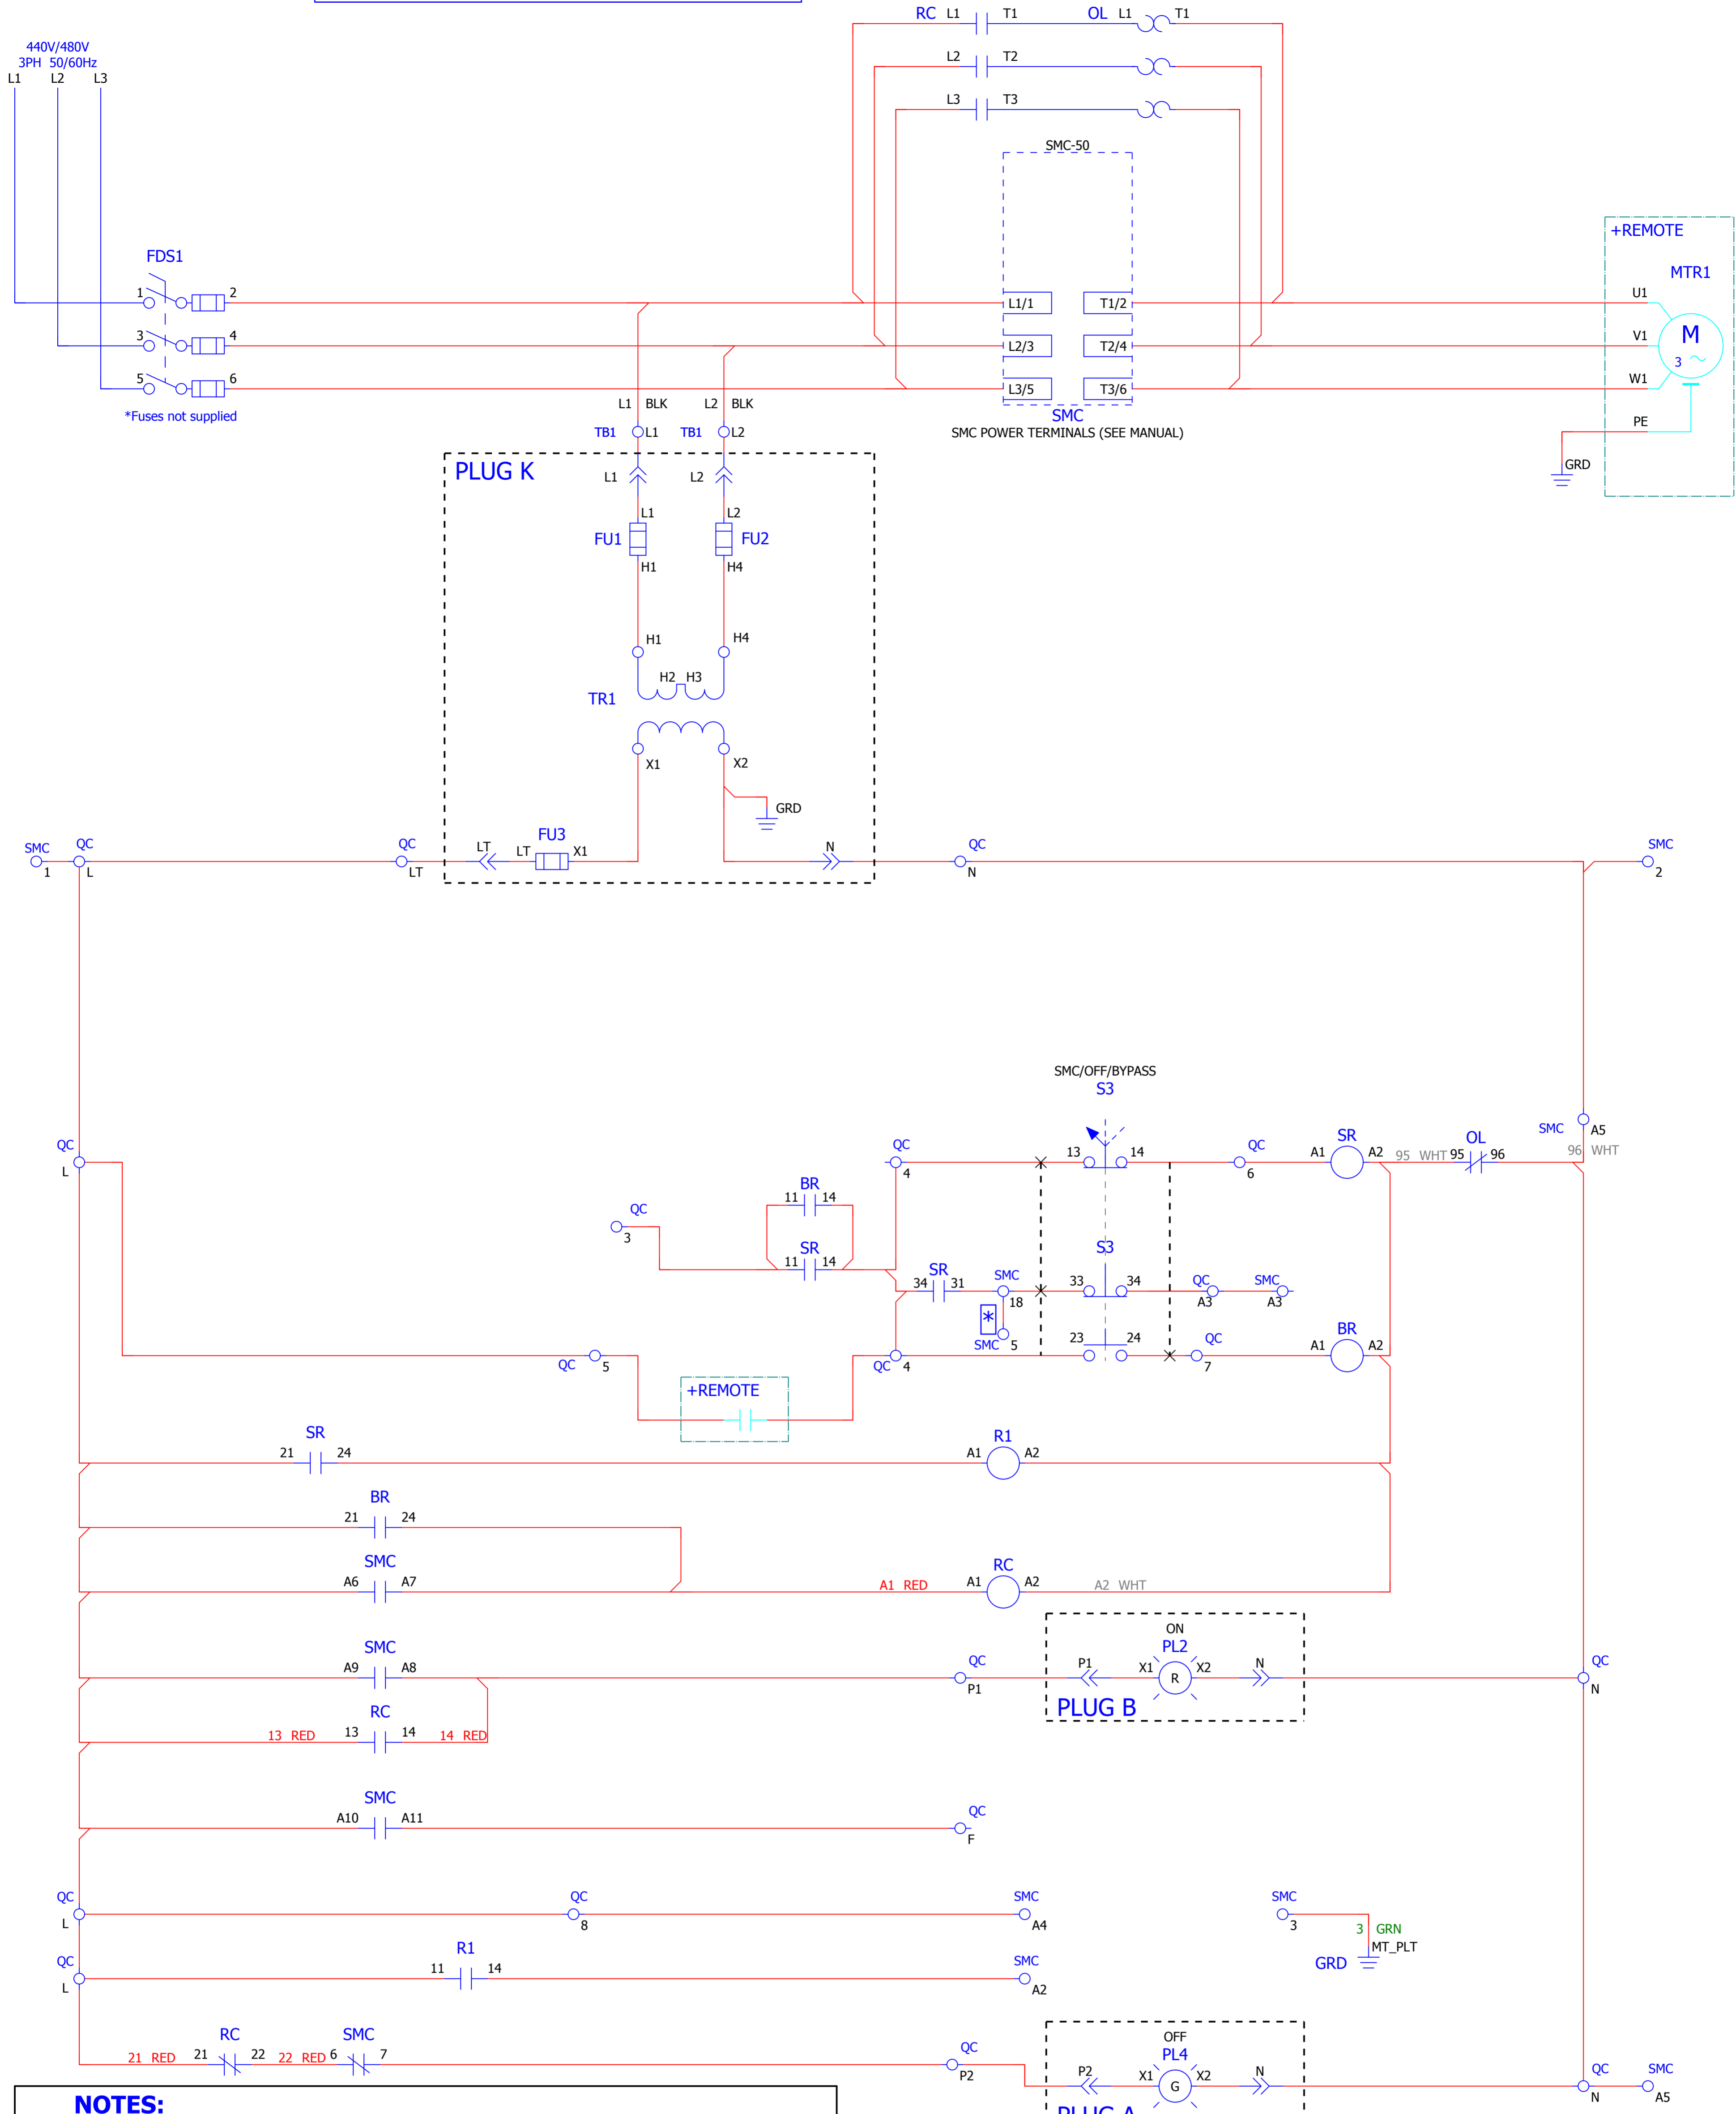 RC L1 T1 OL L1 T1
440V/480V
3PH 50/60Hz
L1 L2 L3
L2 T2
L3 T3
SMC-50
+REMOTE
FDS1
MTR1
1 2 L1/1 T1/2 U1
3 4 L2/3 T2/4 V1 M
3
5 6 L3/5 T3/6 W1
*Fuses not supplied
L1 BLK L2 BLK
SMC
TB1 L1 TB1 L2
SMC POWER TERMINALS (SEE MANUAL)
PE
GRD
PLUG K
L1 L2
L1 L2
FU1 FU2
H1 H4
H1 H4
H2 H3
TR1
X1 X2
GRD
SMC QC QC FU3 QC SMC
LT LT X1 N
1 L LT N 2
SMC/OFF/BYPASS
S3
SMC A5
QC QC 13 14 QC SR OL
A1 A2 95 WHT 95 96 96 WHT
L 4 6
BR
11 14
QC
3
SR S3
11 14
SR SMC QC SMC
34 31 33 34
18 A3 A3
*
SMC 5 23 24 QC BR
A1 A2
QC 5 QC 4 7
+REMOTE
SR R1
21 24 A1 A2
BR
21 24
SMC RC
A6 A7 A1 RED A1 A2 A2 WHT
ON
SMC PL2
A9 A8 QC P1 X1 R X2 N QC
P1 N
RC PLUG B
13 RED 13 14 14 RED
SMC
A10 A11 QC
F
QC QC SMC SMC
L 8 A4 3
3 GRN
MT_PLT
GRD
QC R1 SMC
11 14
L A2
OFF
RC SMC QC PL4
21 RED 21 22 22 RED 6 7
P2 P2 X1 G X2 N QC SMC
N A5
NOTES:
PLUG A